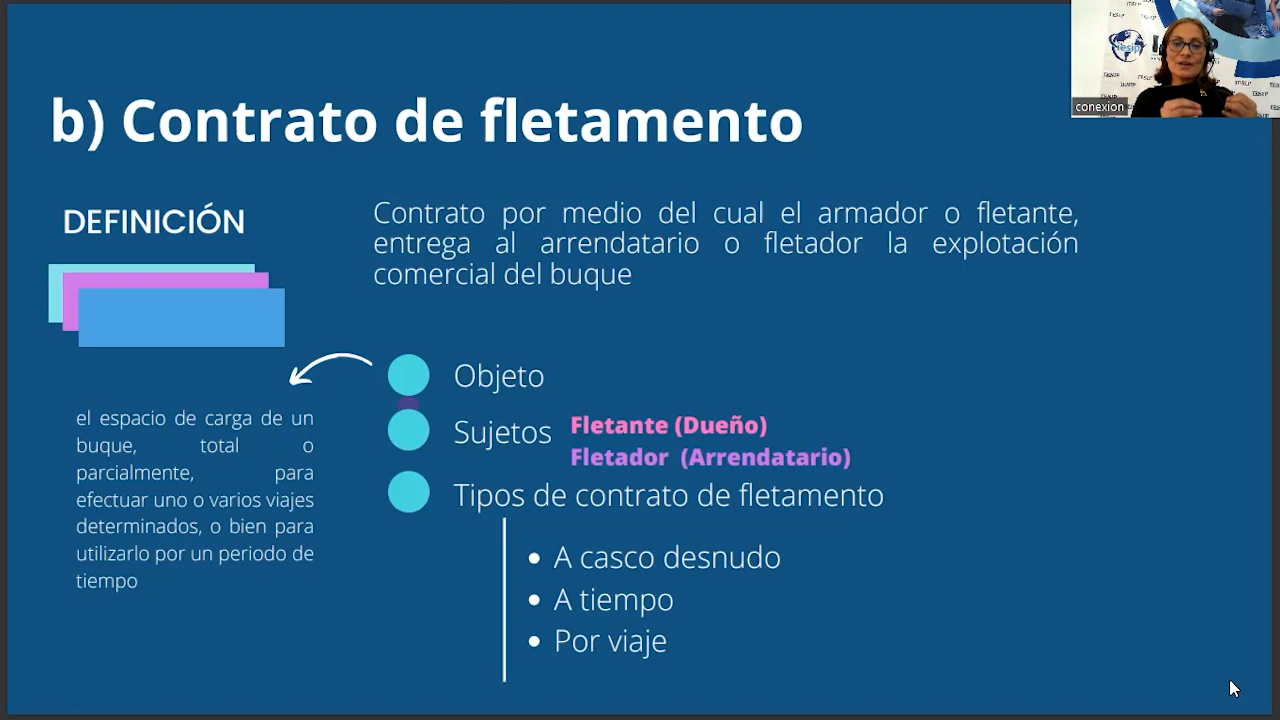 b) Contrato de fletamento
DEFINICIÓN
Contrato por medio del cual el armador o fletante,
entrega al arrendatario o fletador la explotación
comercial del buque
Objeto
el espacio de carga de un
buque, total o
parcialmente, para
efectuar uno o varios viajes
determinados, o bien para
utilizarlo por un periodo de
tiempo
Sujetos
Fletante (Dueño)
Fletador (Arrendatario)
Tipos de contrato de fletamento
• A casco desnudo
• A tiempo
• Por viaje
conexion
iesip